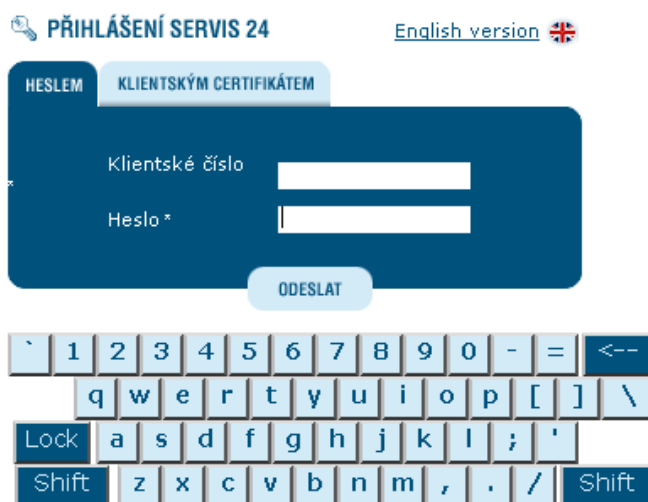 PŘIHLÁŠENÍ SERVIS 24 English version
HESLEM KLIENTSKÝM CERTIFIKÁTEM
Klientské číslo
*
Heslo *
ODESLAT
` 1 2 3 4 5 6 7 8 9 0 - = <--
q w e r t y u i o p [ ] \
Lock a s d f g h j k l ; '
Shift z x c v b n m , . / Shift